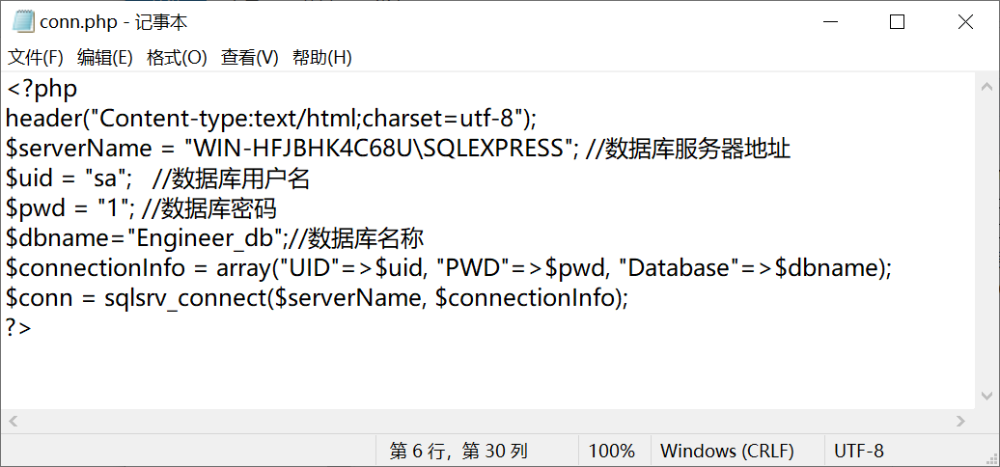 conn.php - 记事本
文件(F) 编辑(E) 格式(O) 查看(V) 帮助(H)
<?php
header("Content-type:text/html;charset=utf-8");
$serverName = "WIN-HFJBHK4C68U\SQLEXPRESS"; //数据库服务器地址
$uid = "sa";   //数据库用户名
$pwd = "1"; //数据库密码
$dbname="Engineer_db";//数据库名称
$connectionInfo = array("UID"=>$uid, "PWD"=>$pwd, "Database"=>$dbname);
$conn = sqlsrv_connect($serverName, $connectionInfo);
?>
第 6 行，第 30 列 100% Windows (CRLF) UTF-8